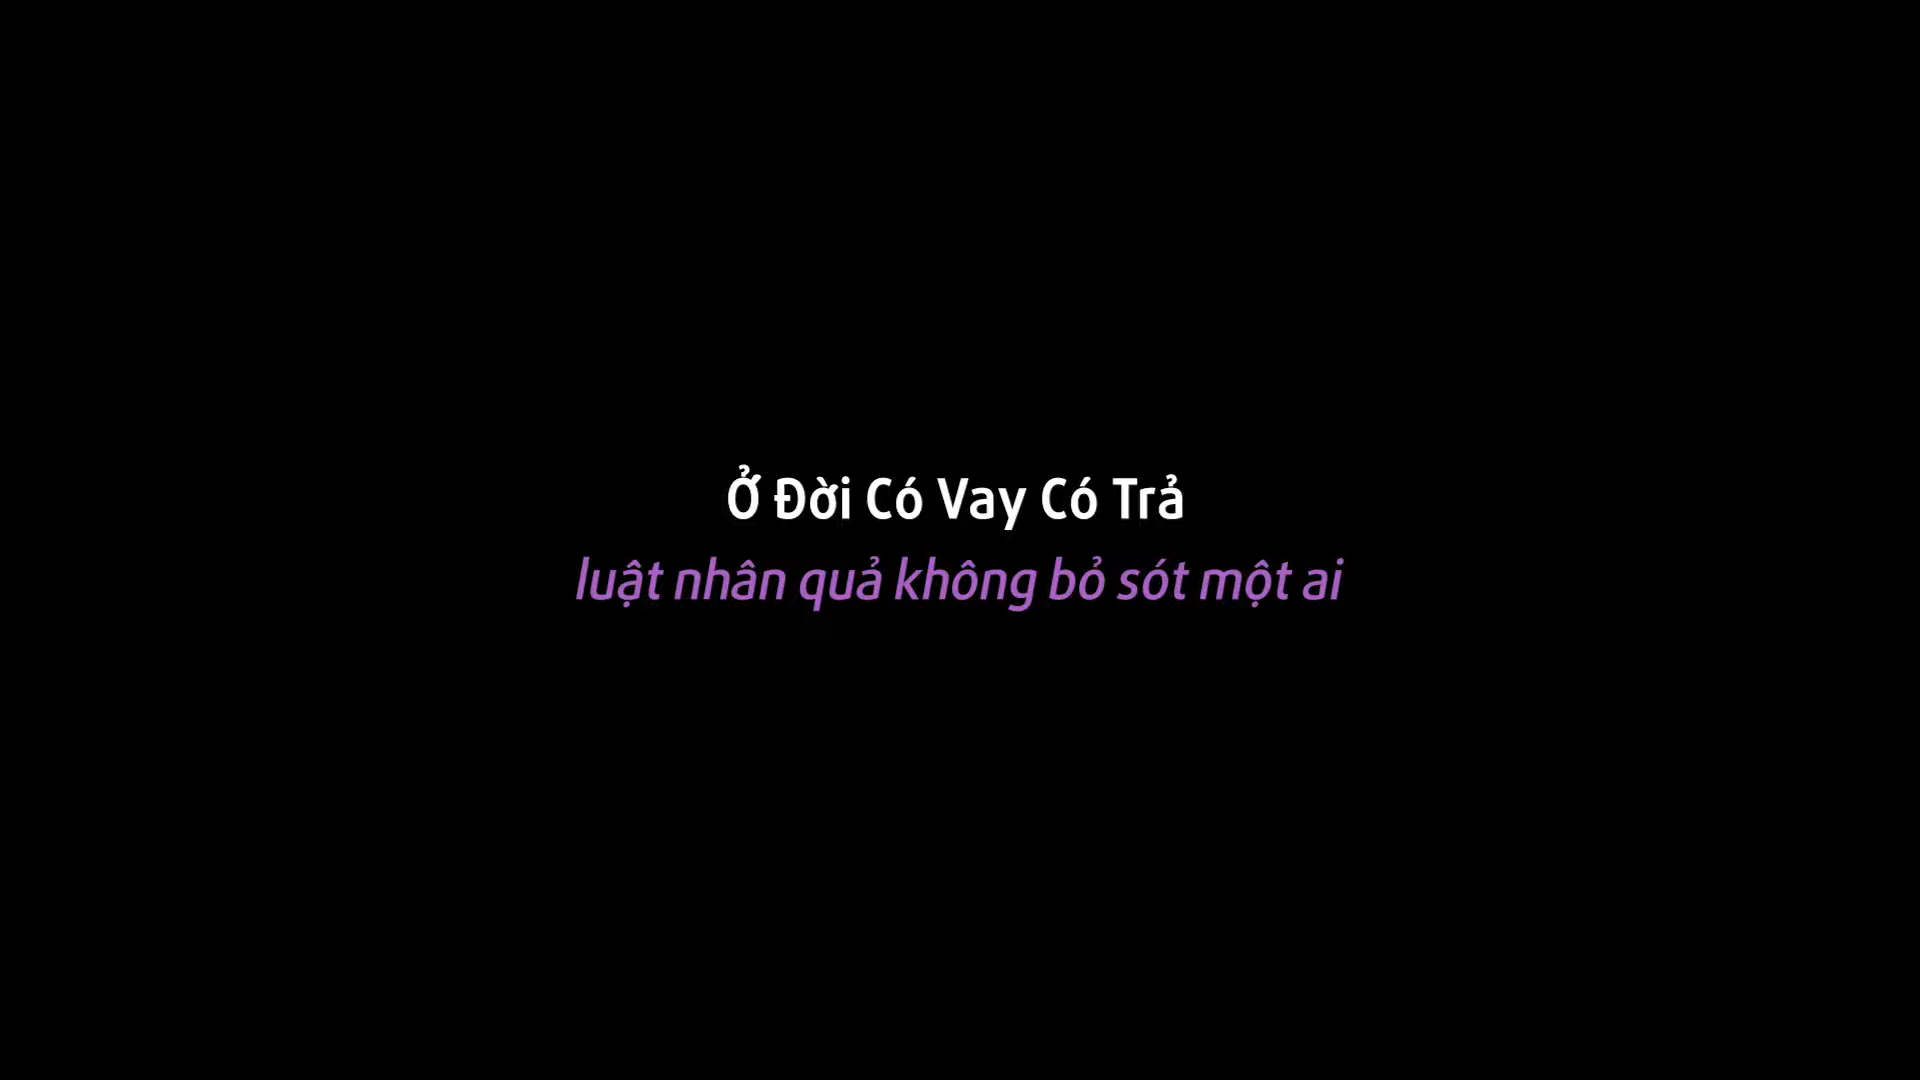 Ở Đời Có Vay Có Trả
luật nhân quả không bỏ sót một ai